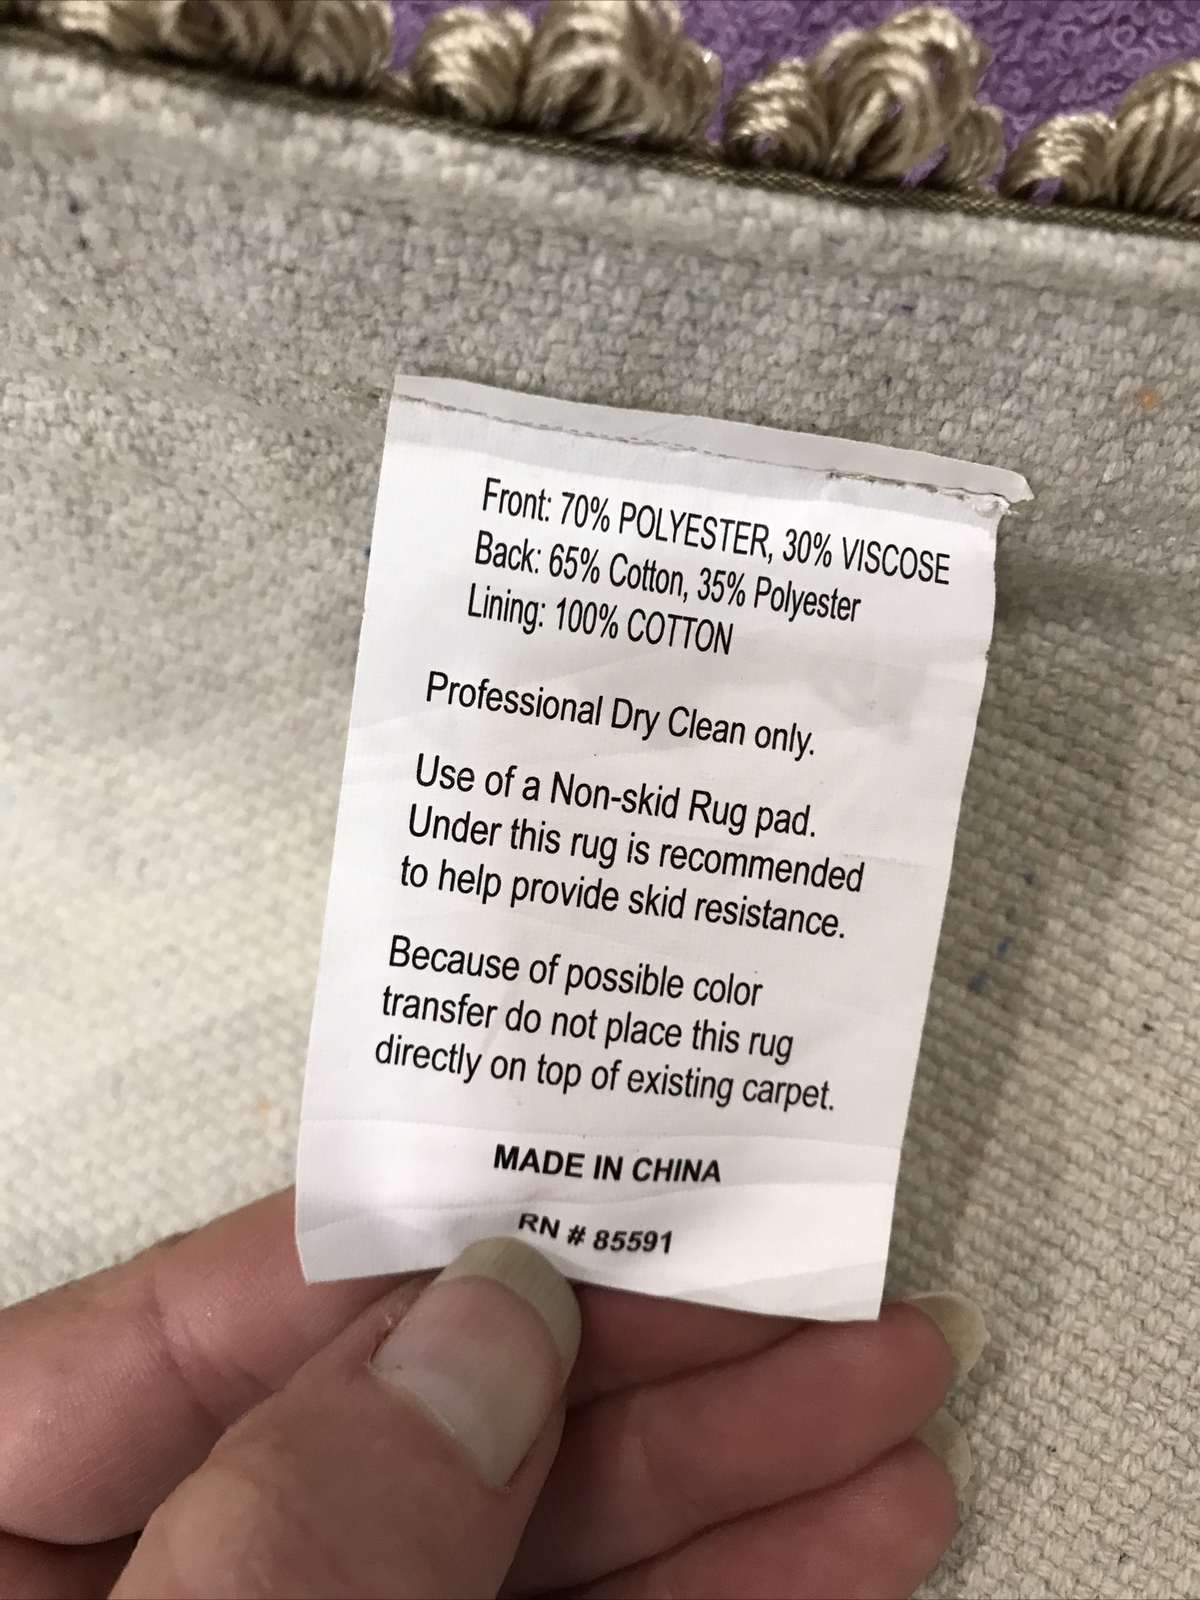 Front: 70% POLYESTER, 30% VISCOSE
Back: 65% Cotton, 35% Polyester
Lining: 100% COTTON
Professional Dry Clean only.
Use of a Non-skid Rug pad.
Under this rug is recommended
to help provide skid resistance.
Because of possible color
transfer do not place this rug
directly on top of existing carpet.
MADE IN CHINA
RN # 85591